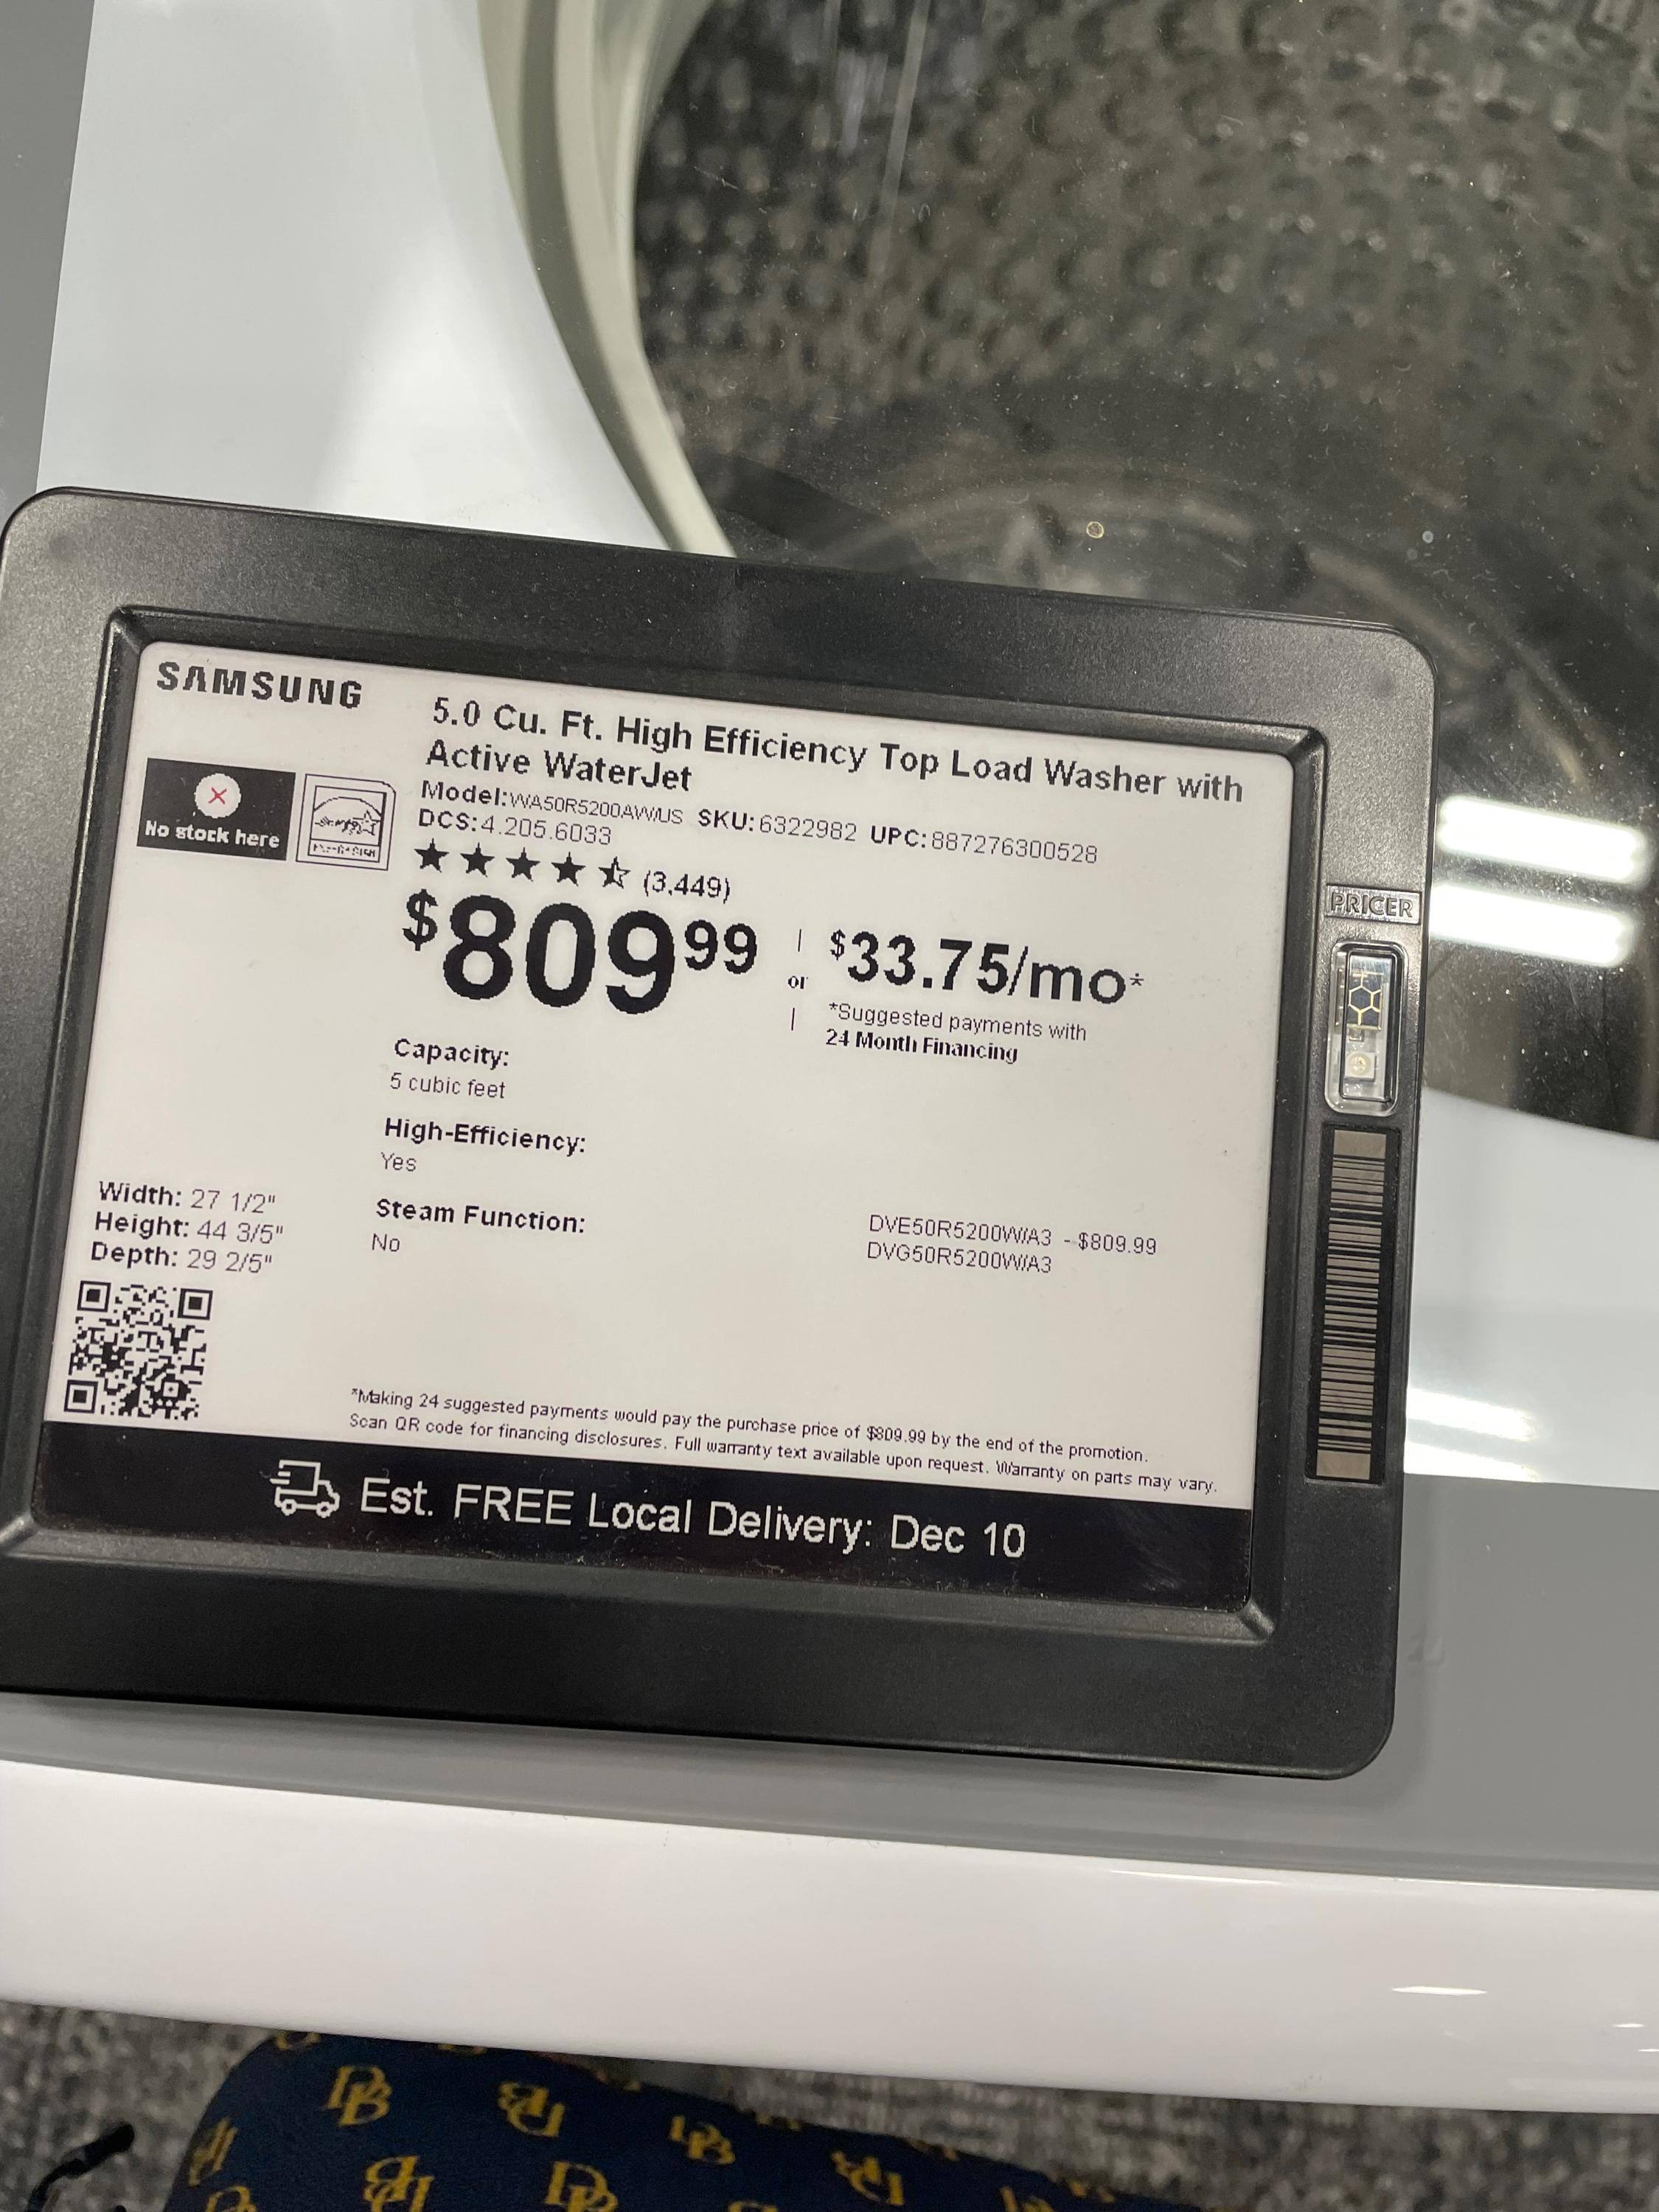 SAMSUNG
5.0 Cu. Ft. High Efficiency Top Load Washer with
Active WaterJet
No stock here
Model:WA50R5200AW/US SKU:6322982 UPC:887276300528
DCS:4.205.6033
(3,449)
$809 99
or
$33.75/mo*
*Suggested payments with
24 Month Financing
PRICER
Capacity:
5 cubic feet
High-Efficiency:
Yes
Steam Function:
No
Width: 27 1/2"
Height: 44 3/5"
Depth: 29 2/5"
DVE50R5200W/A3 - $809.99
DVG50R5200W/A3
*Making 24 suggested payments would pay the purchase price of $809.99 by the end of the promotion.
Scan QR code for financing disclosures. Full warranty text available upon request. Warranty on parts may vary.
Est. FREE Local Delivery: Dec 10